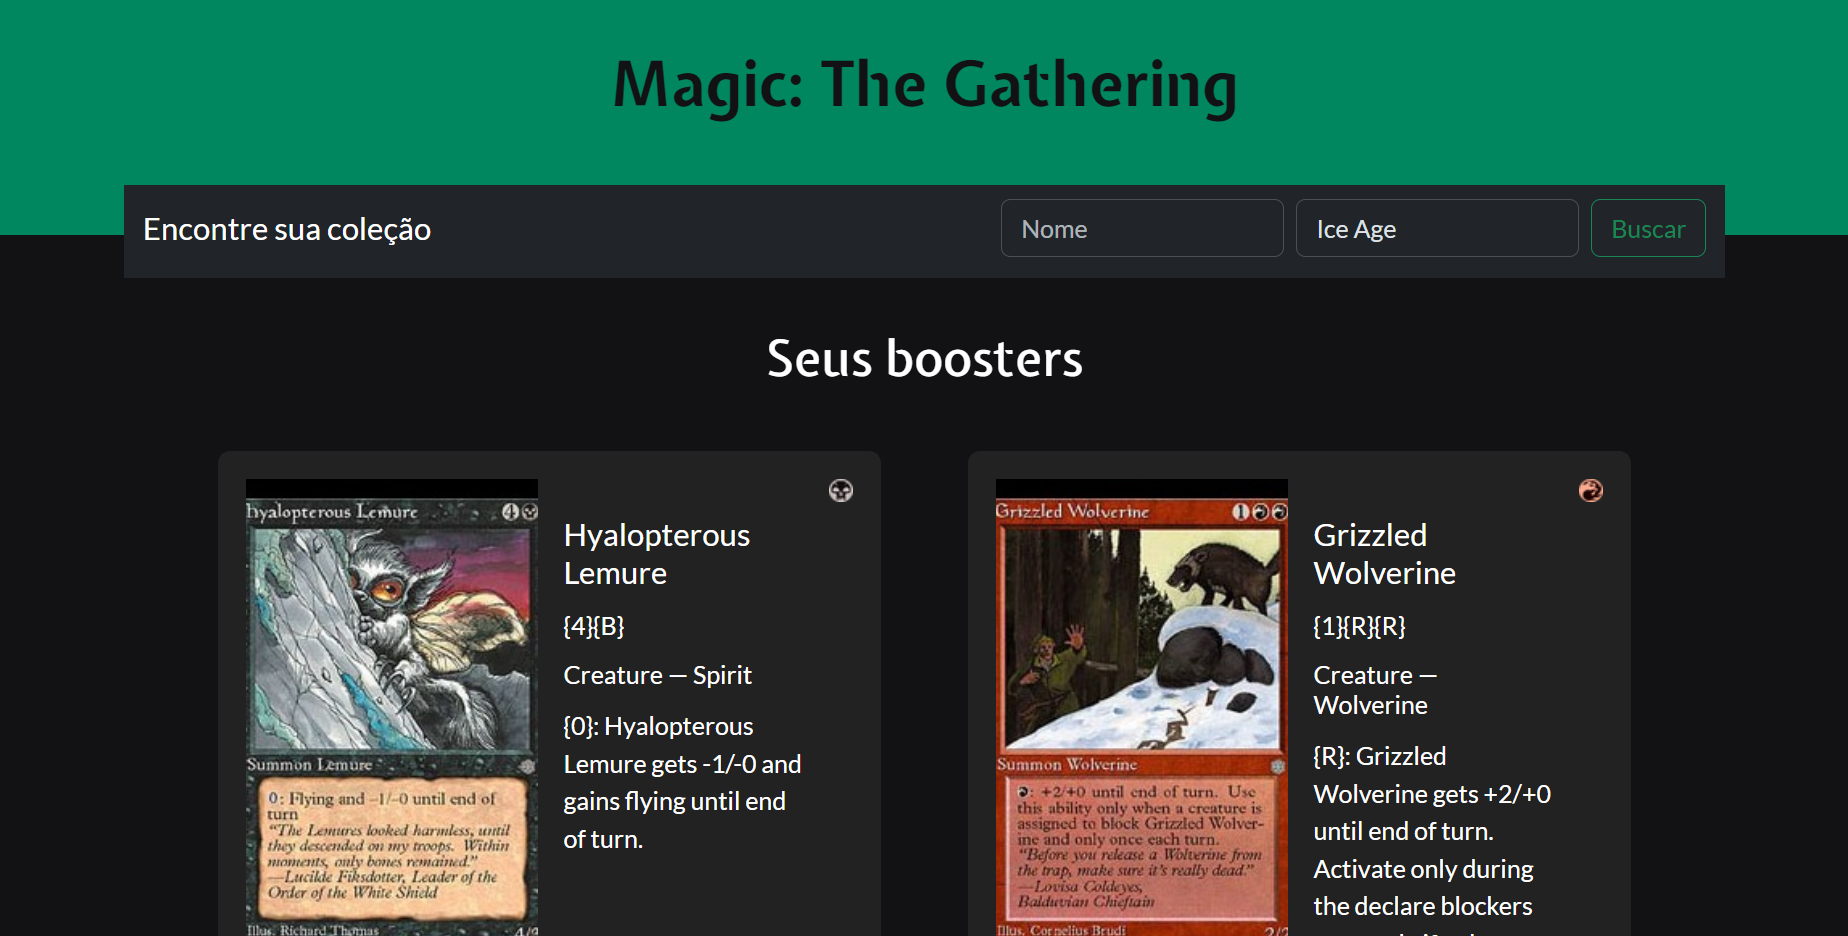 Magic: The Gathering
Encontre sua coleção
Nome
Ice Age
Buscar
Seus boosters
Hyalopterous Lemure
4
Summon Lemure
0: Flying and -1/-0 until end of
turn
"The Lemures looked harmless, until
they descended on my troops. Within
moments, only bones remained."
—Lucilde Fiksdotter, Leader of the
Order of the White Shield
Illus. Richard Thomas
Hyalopterous
Lemure
{4}{B}
Creature — Spirit
{0}: Hyalopterous
Lemure gets -1/-0 and
gains flying until end
of turn.
Grizzled Wolverine
1
Summon Wolverine
: +2/+0 until end of turn. Use
this ability only when a creature is
assigned to block Grizzled Wolver-
ine and only once each turn.
"Before you release a Wolverine from
the trap, make sure it's really dead."
—Lovisa Coldeyes,
Balduvian Chieftain
Illus. Cornelius Brudi
Grizzled
Wolverine
{1}{R}{R}
Creature —
Wolverine
{R}: Grizzled
Wolverine gets +2/+0
until end of turn.
Activate only during
the declare blockers